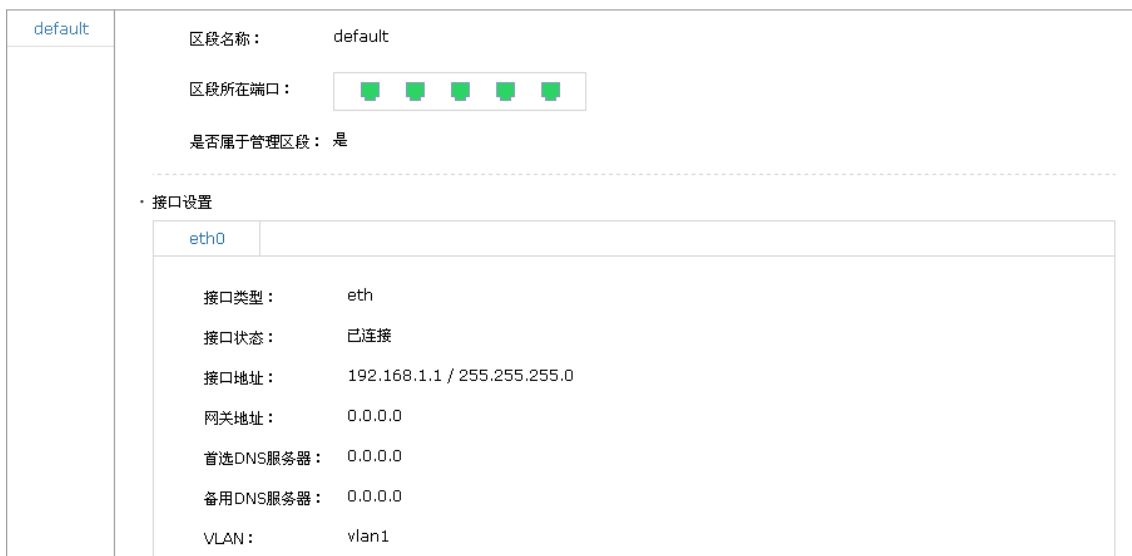 default
区段名称： default
区段所在端口：
是否属于管理区段： 是
· 接口设置
eth0
接口类型： eth
接口状态： 已连接
接口地址： 192.168.1.1 / 255.255.255.0
网关地址： 0.0.0.0
首选DNS服务器： 0.0.0.0
备用DNS服务器： 0.0.0.0
VLAN： vlan1